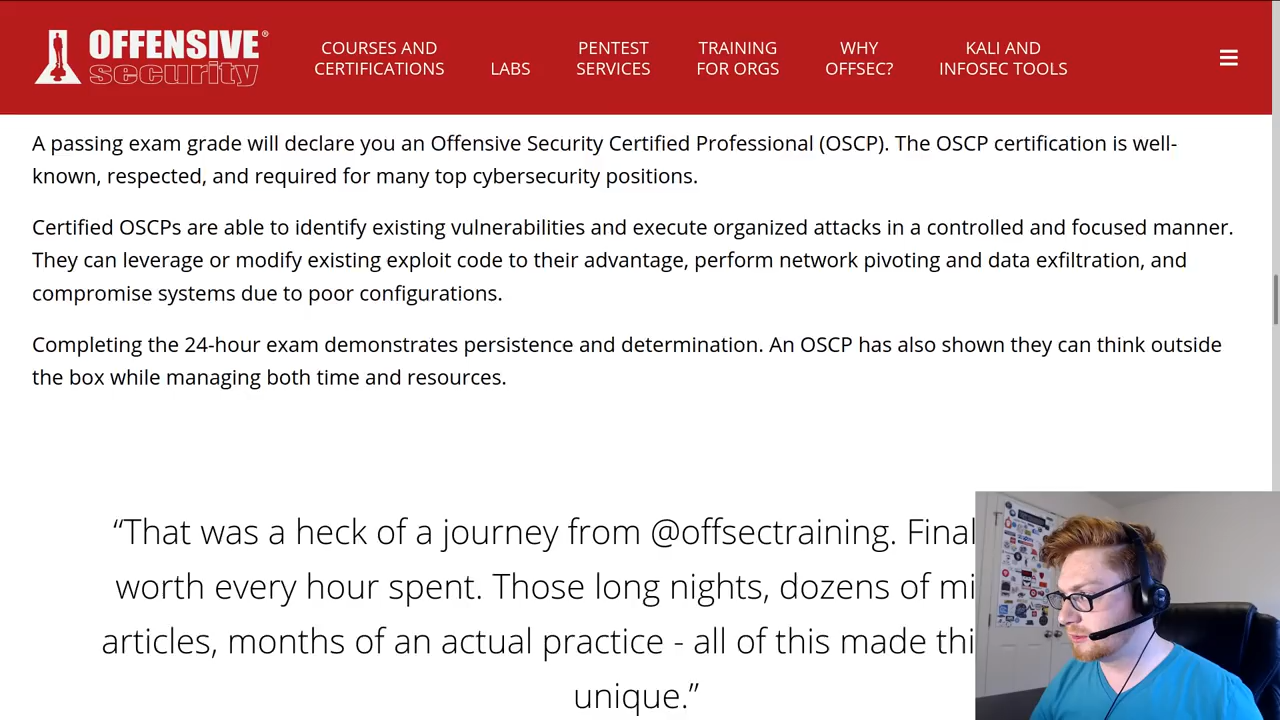 OFFENSIVE®
security
COURSES AND
CERTIFICATIONS
LABS
PENTEST
SERVICES
TRAINING
FOR ORGS
WHY
OFFSEC?
KALI AND
INFOSEC TOOLS
A passing exam grade will declare you an Offensive Security Certified Professional (OSCP). The OSCP certification is well-
known, respected, and required for many top cybersecurity positions.
Certified OSCPs are able to identify existing vulnerabilities and execute organized attacks in a controlled and focused manner.
They can leverage or modify existing exploit code to their advantage, perform network pivoting and data exfiltration, and
compromise systems due to poor configurations.
Completing the 24-hour exam demonstrates persistence and determination. An OSCP has also shown they can think outside
the box while managing both time and resources.
“That was a heck of a journey from @offsectraining. Final
worth every hour spent. Those long nights, dozens of mi
articles, months of an actual practice - all of this made thi
unique.”